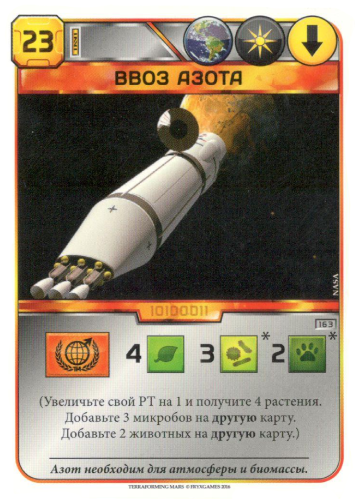 23
ВВОЗ АЗОТА
NASA
163
4 3 * 2 *
(Увеличьте свой РТ на 1 и получите 4 растения.
Добавьте 3 микробов на другую карту.
Добавьте 2 животных на другую карту.)
Азот необходим для атмосферы и биомассы.
TERRAFORMING MARS © FRYXGAMES 2016